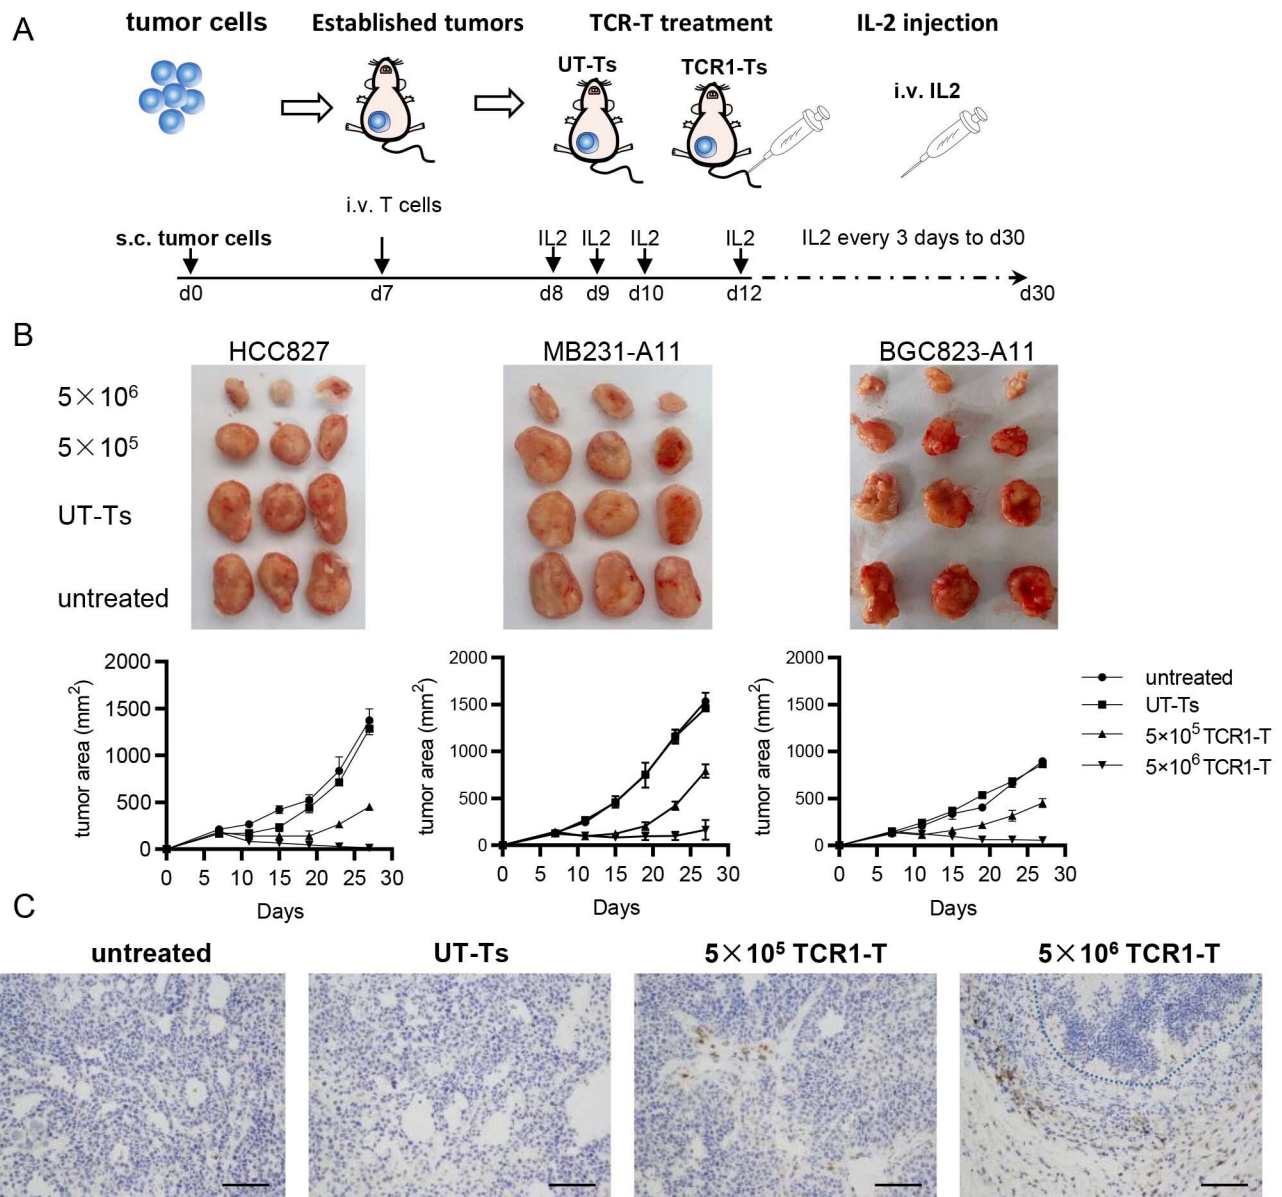 A
tumor cells
Established tumors
TCR-T treatment
IL-2 injection
UT-Ts
TCR1-Ts
i.v. IL2
i.v. T cells
s.c. tumor cells
IL2 IL2 IL2 IL2
IL2 every 3 days to d30
d0 d7 d8 d9 d10 d12 d30
B
HCC827
MB231-A11
BGC823-A11
5×10⁶
5×10⁵
UT-Ts
untreated
tumor area (mm²)
2000
1500
1000
500
0
0 5 10 15 20 25 30
Days
tumor area (mm²)
2000
1500
1000
500
0
0 5 10 15 20 25 30
Days
tumor area (mm²)
2000
1500
1000
500
0
0 5 10 15 20 25 30
Days
untreated
UT-Ts
5×10⁵ TCR1-T
5×10⁶ TCR1-T
C
untreated
UT-Ts
5×10⁵ TCR1-T
5×10⁶ TCR1-T